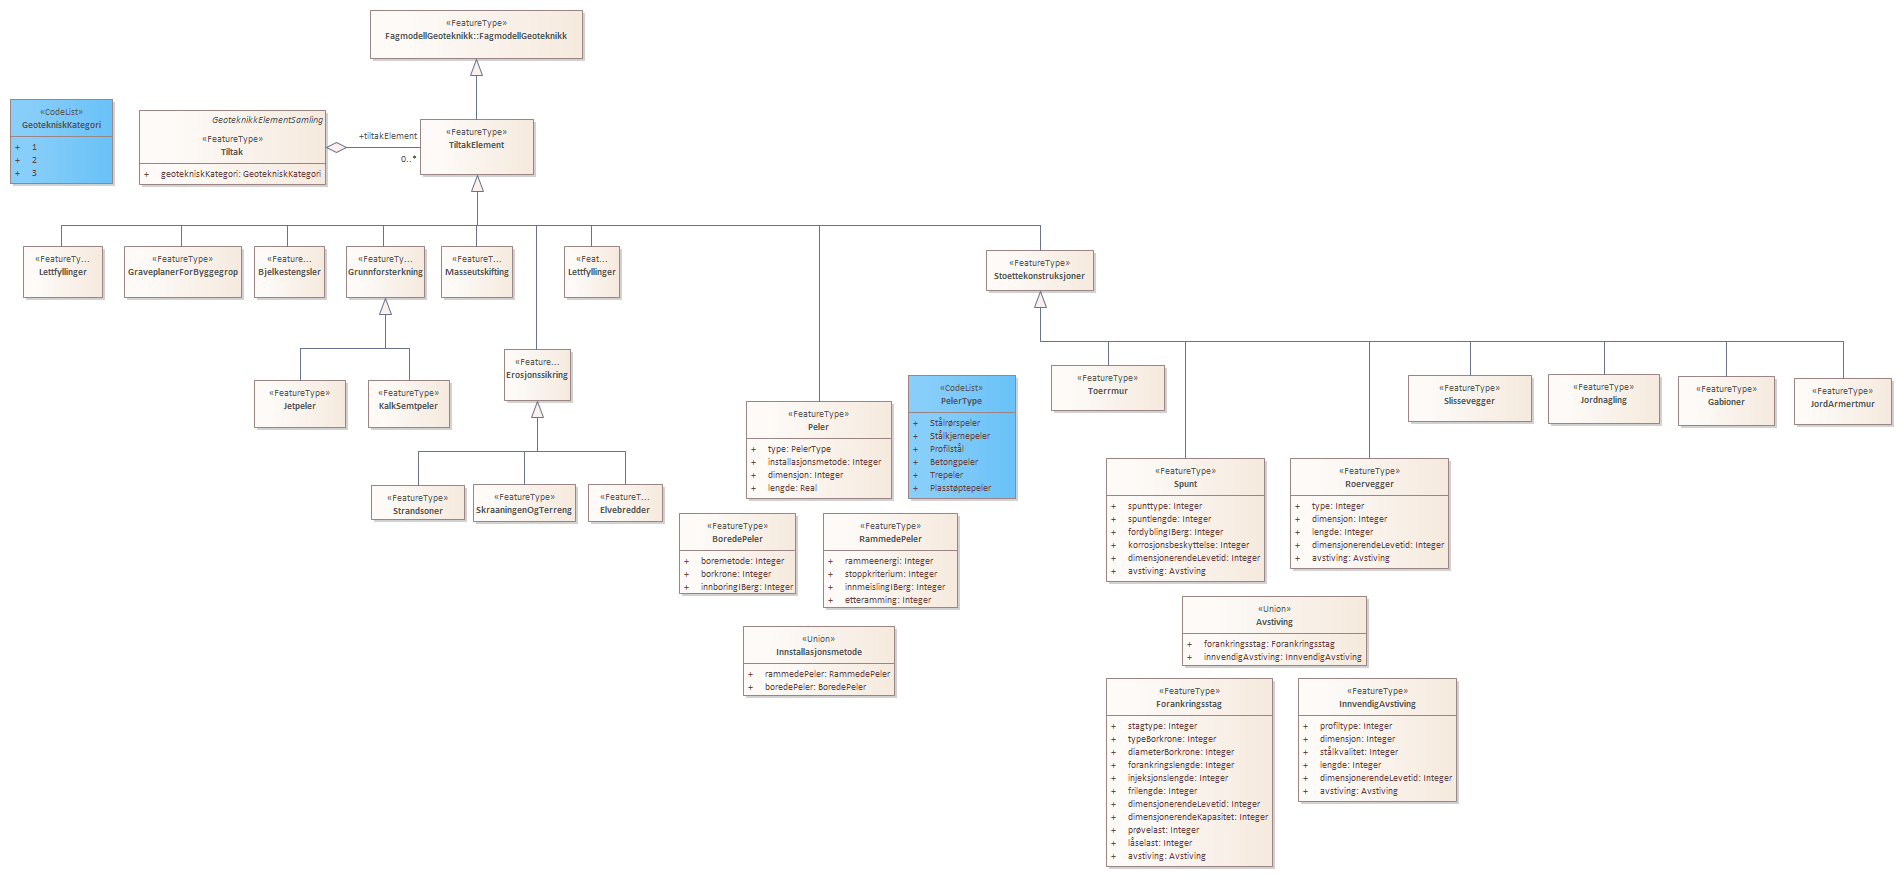 «FeatureType»
FagmodellGeoteknikk::FagmodellGeoteknikk
«CodeList»
GeotekniskKategori
+ 1
+ 2
+ 3
GeoteknikkElementSamling
«FeatureType»
Tiltak
+ geotekniskKategori: GeotekniskKategori
+tiltakElement
0..*
«FeatureType»
TiltakElement
«FeatureTy...
Lettfyllinger
«FeatureType»
GraveplanerForByggegrop
«Feature...
Bjelkestengsler
«FeatureTy...
Grunnforsterkning
«FeatureT...
Masseutskifting
«Feat...
Lettfyllinger
«FeatureType»
Stoettekonstruksjoner
«FeatureType»
Jetpeler
«FeatureType»
KalkSemtpeler
«Feature...
Erosjonssikring
«FeatureType»
Strandsoner
«FeatureType»
SkraaningenOgTerreng
«FeatureT...
Elvebredder
«FeatureType»
Peler
+ type: PelerType
+ installasjonsmetode: Integer
+ dimensjon: Integer
+ lengde: Real
«CodeList»
PelerType
+ Stålrørspeler
+ Stålkjernepeler
+ Profilstål
+ Betongpeler
+ Trepeler
+ Plasstøptepeler
«FeatureType»
Toerrmur
«FeatureType»
Slissevegger
«FeatureType»
Jordnagling
«FeatureType»
Gabioner
«FeatureType»
JordArmertmur
«FeatureType»
BoredePeler
+ boremetode: Integer
+ borkrone: Integer
+ innboringIBerg: Integer
«FeatureType»
RammedePeler
+ rammeenergi: Integer
+ stoppkriterium: Integer
+ innmeislingIBerg: Integer
+ etteramming: Integer
«Union»
Innstallasjonsmetode
+ rammedePeler: RammedePeler
+ boredePeler: BoredePeler
«FeatureType»
Spunt
+ spunttype: Integer
+ spuntlengde: Integer
+ fordyblingIBerg: Integer
+ korrosjonsbeskyttelse: Integer
+ dimensjonerendeLevetid: Integer
+ avstiving: Avstiving
«FeatureType»
Roervegger
+ type: Integer
+ dimensjon: Integer
+ lengde: Integer
+ dimensjonerendeLevetid: Integer
+ avstiving: Avstiving
«Union»
Avstiving
+ forankringsstag: Forankringsstag
+ innvendigAvstiving: InnvendigAvstiving
«FeatureType»
Forankringsstag
+ stagtype: Integer
+ typeBorkrone: Integer
+ diameterBorkrone: Integer
+ forankringslengde: Integer
+ injeksjonslengde: Integer
+ frilengde: Integer
+ dimensjonerendeLevetid: Integer
+ dimensjonerendeKapasitet: Integer
+ prøvelast: Integer
+ låselast: Integer
+ avstiving: Avstiving
«FeatureType»
InnvendigAvstiving
+ profiltype: Integer
+ dimensjon: Integer
+ stålkvalitet: Integer
+ lengde: Integer
+ dimensjonerendeLevetid: Integer
+ avstiving: Avstiving